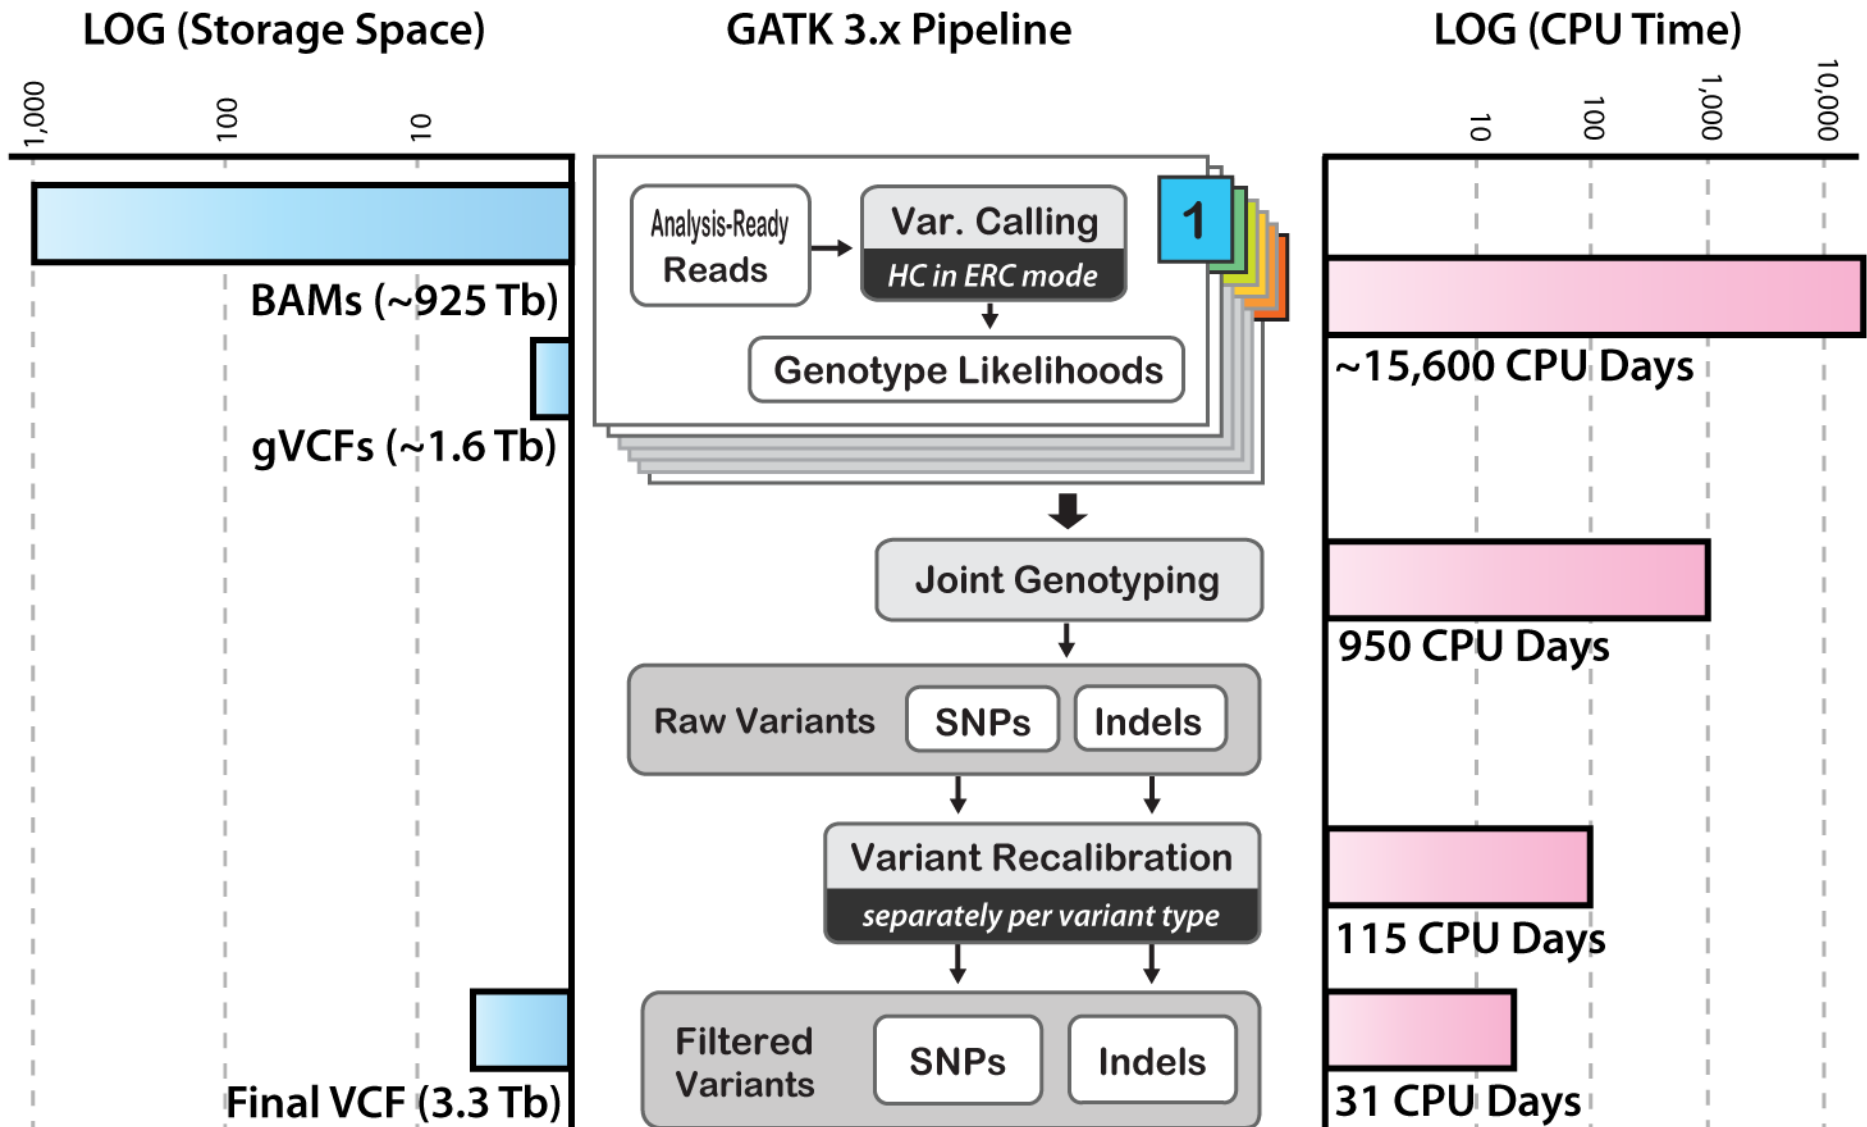 LOG (Storage Space)
GATK 3.x Pipeline
LOG (CPU Time)
1,000
100
10
10
100
1,000
10,000
Analysis-Ready
Reads
Var. Calling
HC in ERC mode
1
Genotype Likelihoods
BAMs (~925 Tb)
gVCFs (~1.6 Tb)
~15,600 CPU Days
Joint Genotyping
950 CPU Days
Raw Variants
SNPs
Indels
Variant Recalibration
separately per variant type
115 CPU Days
Filtered
Variants
SNPs
Indels
Final VCF (3.3 Tb)
31 CPU Days